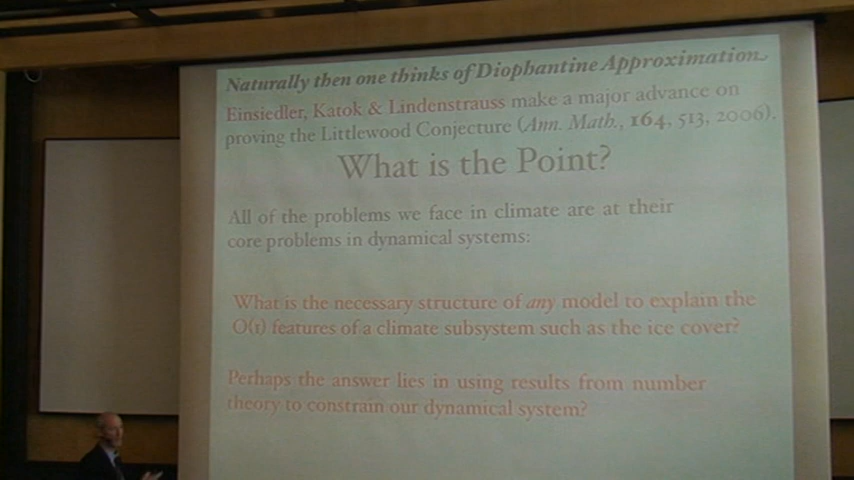 Naturally then one thinks of Diophantine Approximation.
Einsiedler, Katok & Lindenstrauss make a major advance on
proving the Littlewood Conjecture (Ann. Math., 164, 513, 2006).
What is the Point?
All of the problems we face in climate are at their
core problems in dynamical systems:
What is the necessary structure of any model to explain the
O(1) features of a climate subsystem such as the ice cover?
Perhaps the answer lies in using results from number
theory to constrain our dynamical system?